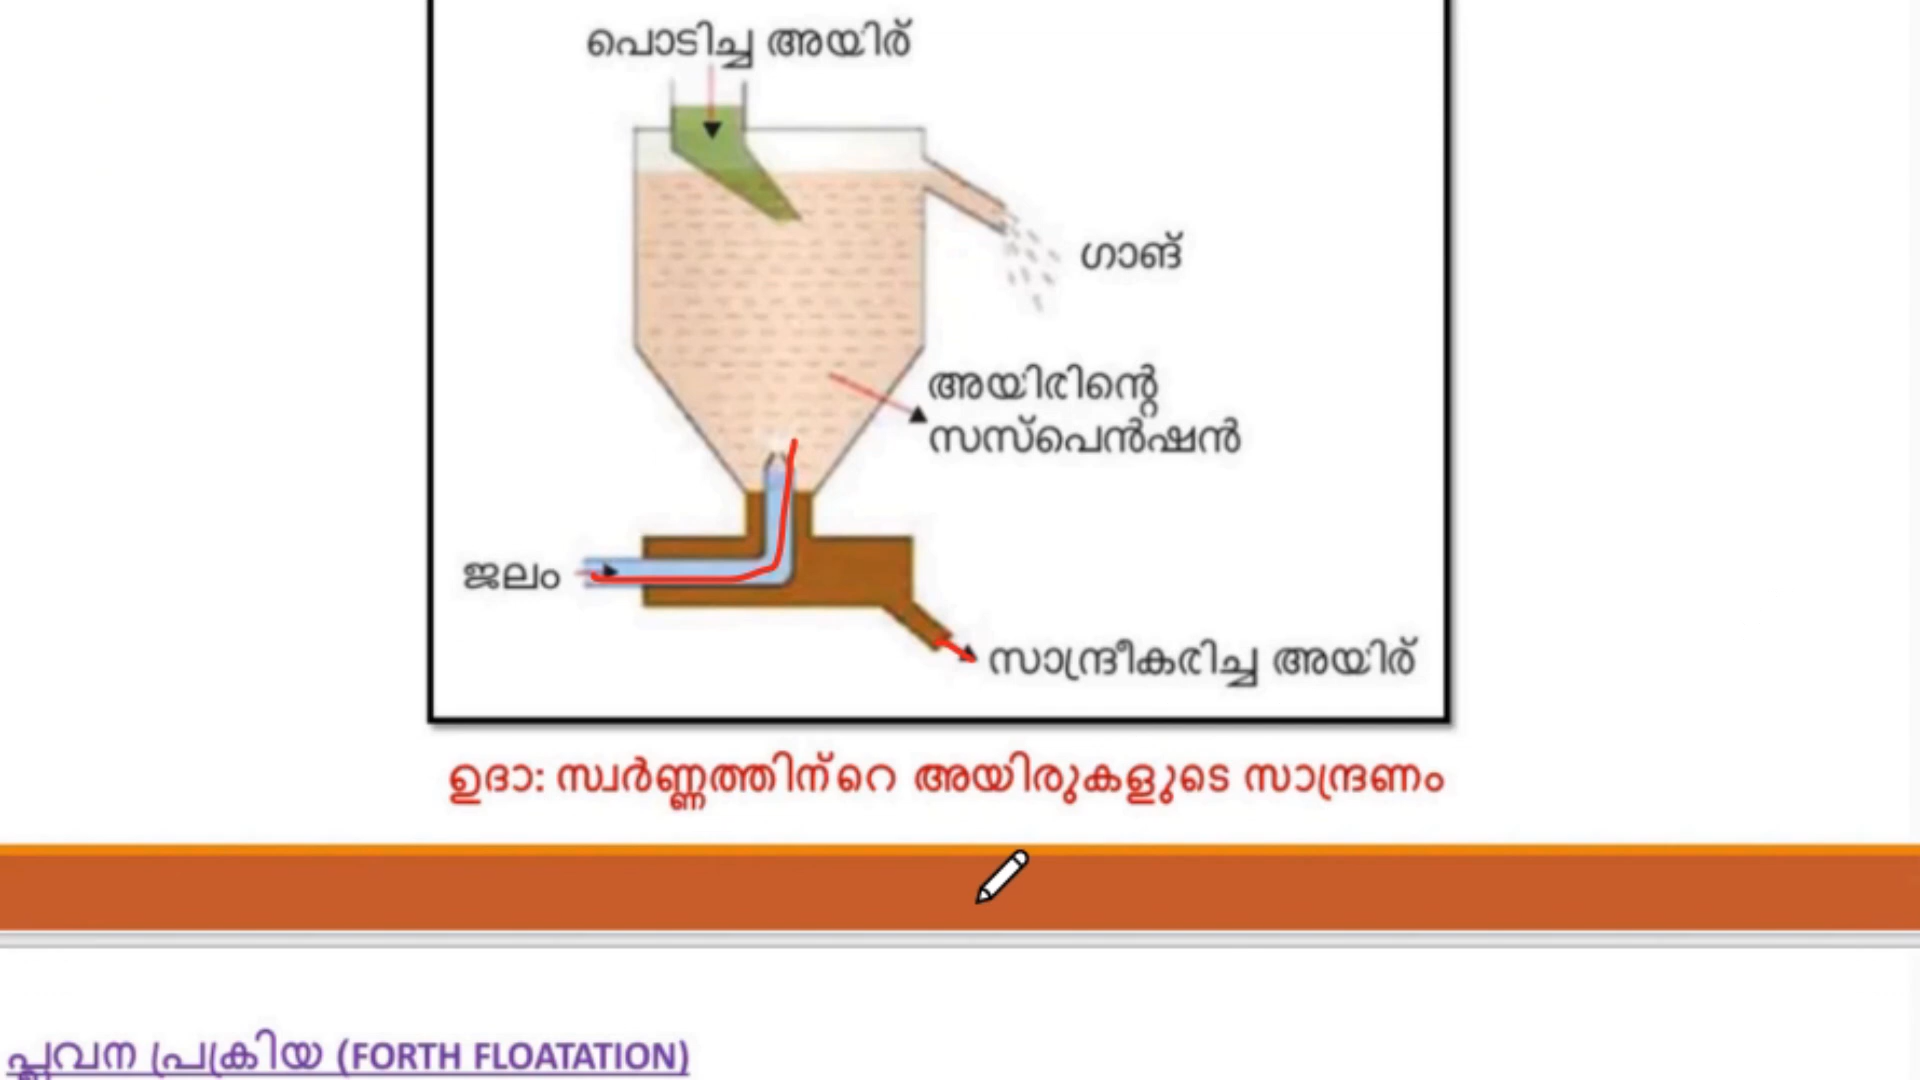 പൊടിച്ച അയിര്
ഗാങ്
അയിരിന്റെ
സസ്പെൻഷൻ
ജലം
സാന്ദ്രീകരിച്ച അയിര്
ഉദാ: സ്വർണ്ണത്തിന്റെ അയിരുകളുടെ സാന്ദ്രണം
പ്ലവന പ്രക്രിയ (FORTH FLOATATION)